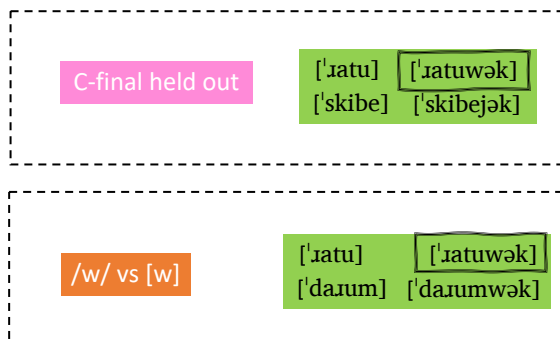 C-final held out
[ˈɹatu] [ˈɹatuwək]
[ˈskibe] [ˈskibejək]
/w/ vs [w]
[ˈɹatu] [ˈɹatuwək]
[ˈdaɹum] [ˈdaɹumwək]